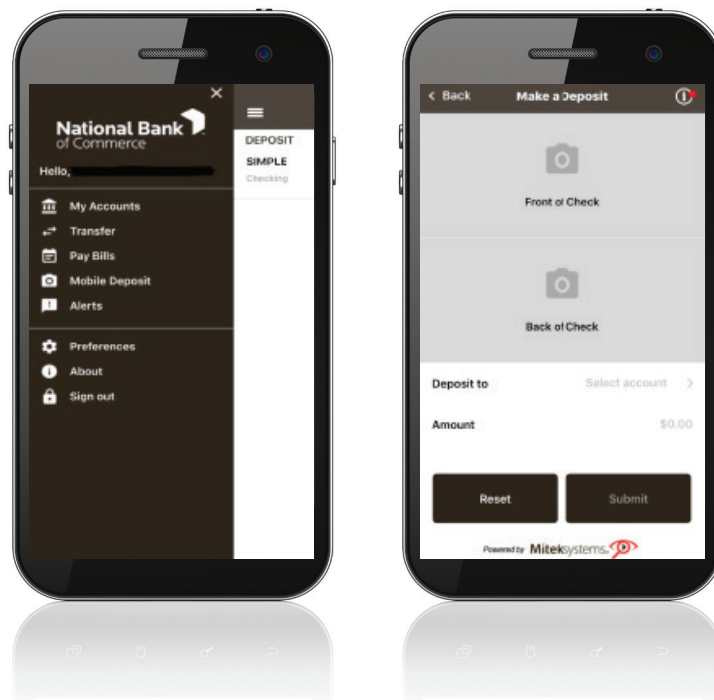 National Bank
of Commerce
Hello,
My Accounts
Transfer
Pay Bills
Mobile Deposit
Alerts
Preferences
About
Sign out
DEPOSIT
SIMPLE
Checking
< Back Make a Deposit
Front of Check
Back of Check
Deposit to Select account >
Amount $0.00
Reset Submit
Powered by Miteksystems